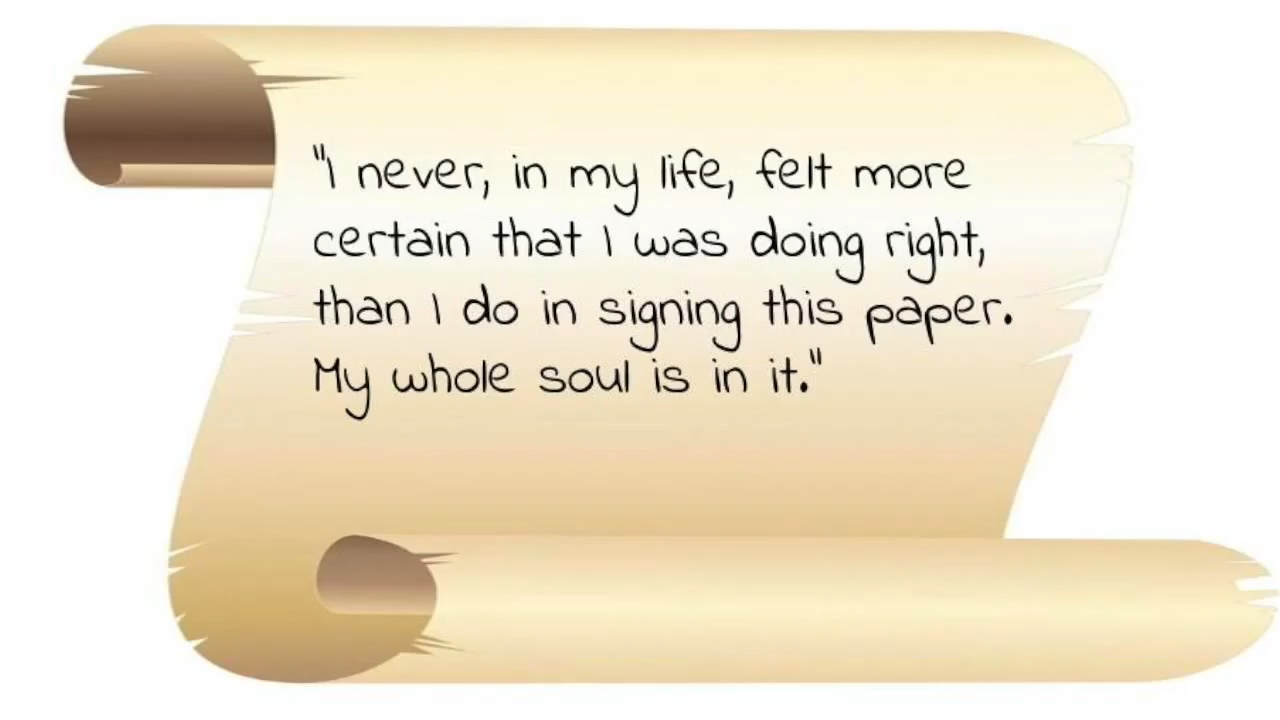 "I never, in my life, felt more
certain that I was doing right,
than I do in signing this paper.
My whole soul is in it."